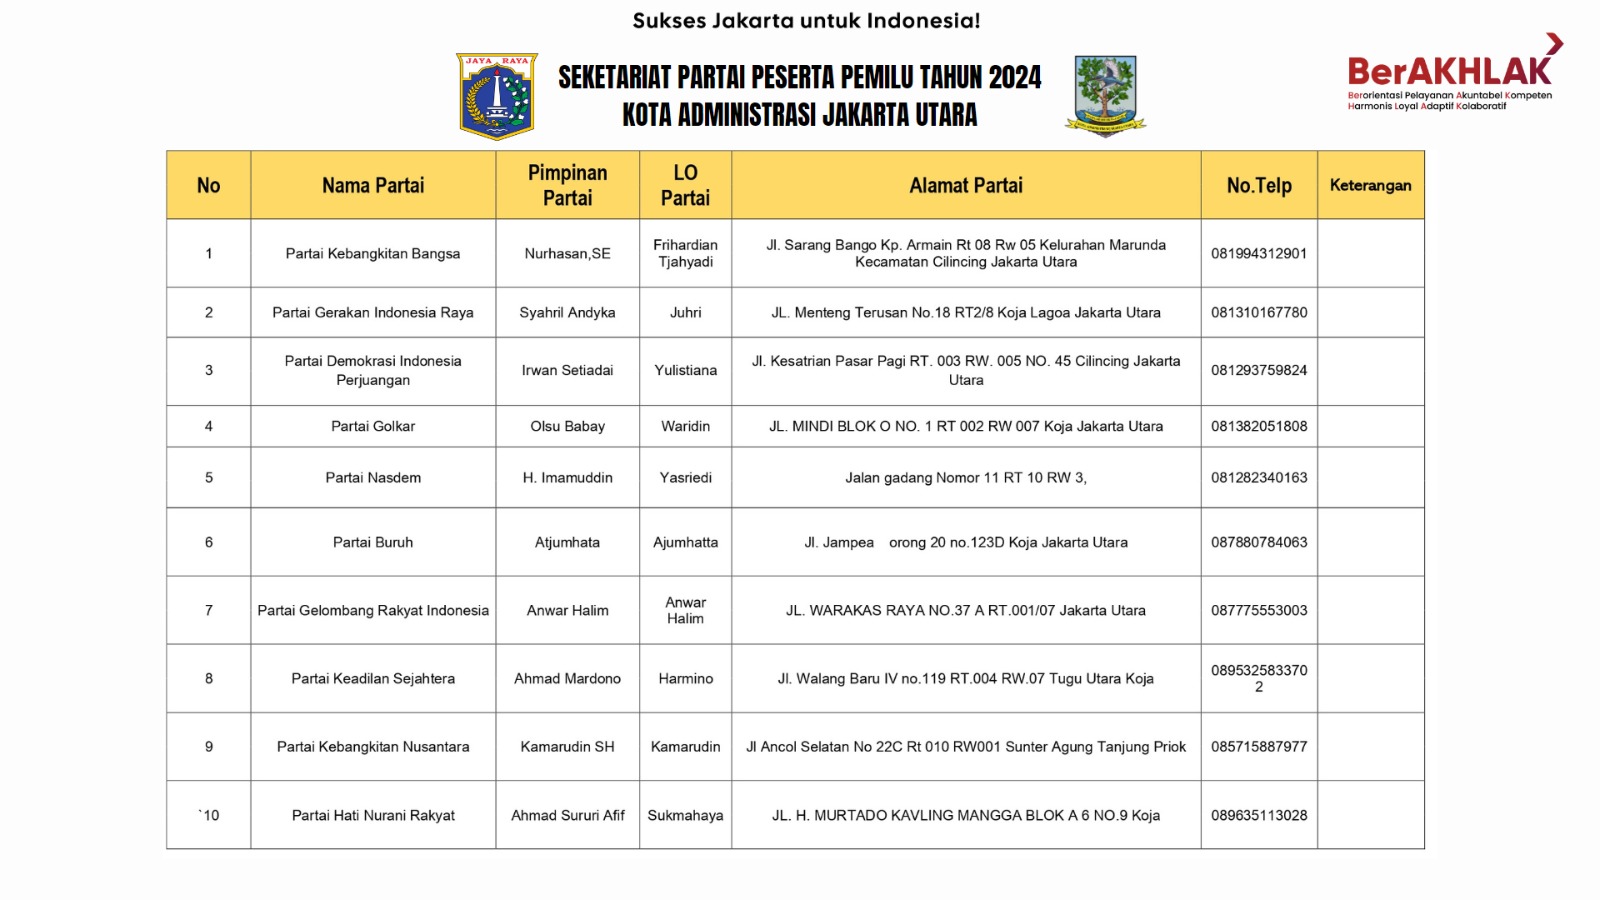 Sukses Jakarta untuk Indonesia!
JAYA RAYA
SEKETARIAT PARTAI PESERTA PEMILU TAHUN 2024
KOTA ADMINISTRASI JAKARTA UTARA
BerAKHLAK
Berorientasi Pelayanan Akuntabel Kompeten
Harmonis Loyal Adaptif Kolaboratif
No
Nama Partai
Pimpinan
Partai
LO
Partai
Alamat Partai
No.Telp
Keterangan
1
Partai Kebangkitan Bangsa
Nurhasan,SE
Frihardian
Tjahyadi
Jl. Sarang Bango Kp. Armain Rt 08 Rw 05 Kelurahan Marunda
Kecamatan Cilincing Jakarta Utara
081994312901
2
Partai Gerakan Indonesia Raya
Syahril Andyka
Juhri
JL. Menteng Terusan No.18 RT2/8 Koja Lagoa Jakarta Utara
081310167780
3
Partai Demokrasi Indonesia
Perjuangan
Irwan Setiadai
Yulistiana
Jl. Kesatrian Pasar Pagi RT. 003 RW. 005 NO. 45 Cilincing Jakarta
Utara
081293759824
4
Partai Golkar
Olsu Babay
Waridin
JL. MINDI BLOK O NO. 1 RT 002 RW 007 Koja Jakarta Utara
081382051808
5
Partai Nasdem
H. Imamuddin
Yasriedi
Jalan gadang Nomor 11 RT 10 RW 3,
081282340163
6
Partai Buruh
Atjumhata
Ajumhatta
Jl. Jampea orong 20 no.123D Koja Jakarta Utara
087880784063
7
Partai Gelombang Rakyat Indonesia
Anwar Halim
Anwar
Halim
JL. WARAKAS RAYA NO.37 A RT.001/07 Jakarta Utara
087775553003
8
Partai Keadilan Sejahtera
Ahmad Mardono
Harmino
Jl. Walang Baru IV no.119 RT.004 RW.07 Tugu Utara Koja
089532583370
2
9
Partai Kebangkitan Nusantara
Kamarudin SH
Kamarudin
Jl Ancol Selatan No 22C Rt 010 RW001 Sunter Agung Tanjung Priok
085715887977
`10
Partai Hati Nurani Rakyat
Ahmad Sururi Afif
Sukmahaya
JL. H. MURTADO KAVLING MANGGA BLOK A 6 NO.9 Koja
089635113028